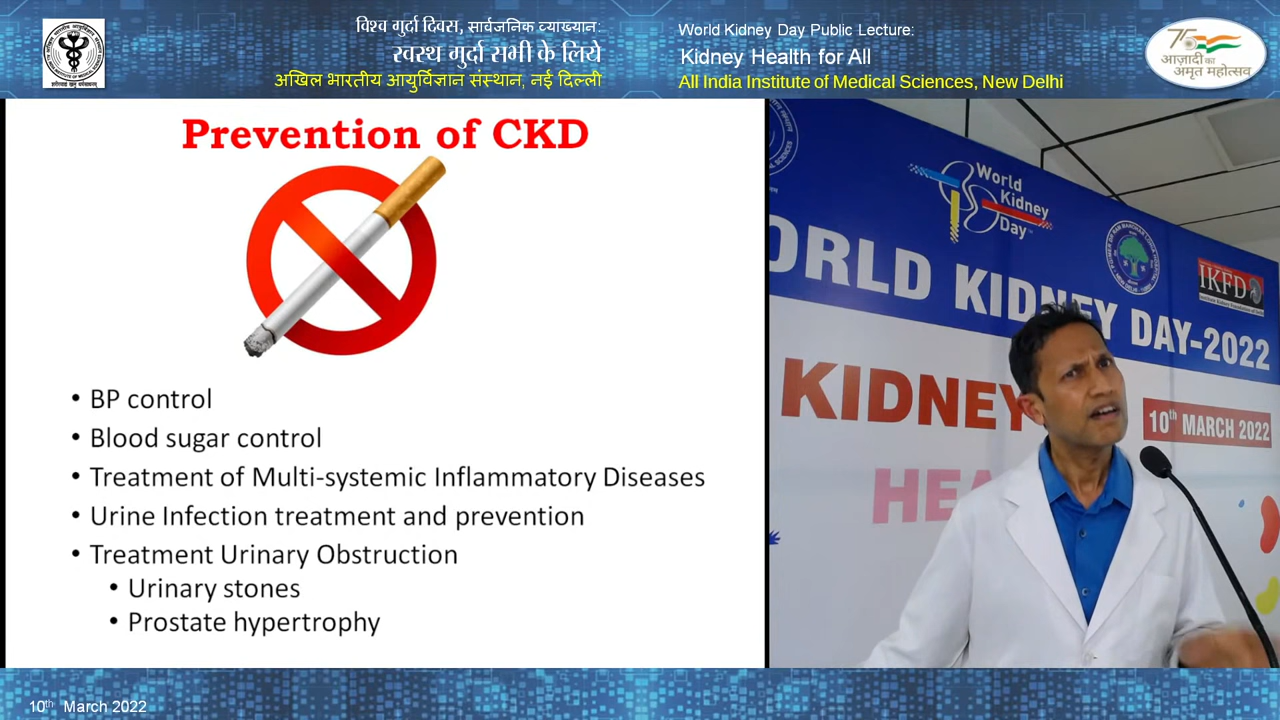 विश्व गुर्दा दिवस, सार्वजनिक व्याख्यान:
स्वस्थ गुर्दा सभी के लिये
अखिल भारतीय आयुर्विज्ञान संस्थान, नई दिल्ली
World Kidney Day Public Lecture:
Kidney Health for All
All India Institute of Medical Sciences, New Delhi
आज़ादी का
अमृत महोत्सव
Prevention of CKD
• BP control
• Blood sugar control
• Treatment of Multi-systemic Inflammatory Diseases
• Urine Infection treatment and prevention
• Treatment Urinary Obstruction
• Urinary stones
• Prostate hypertrophy
World
Kidney
Day
IKFD
ORLD KIDNEY DAY-2022
KIDNEY
10th MARCH 2022
HEA
10th March 2022